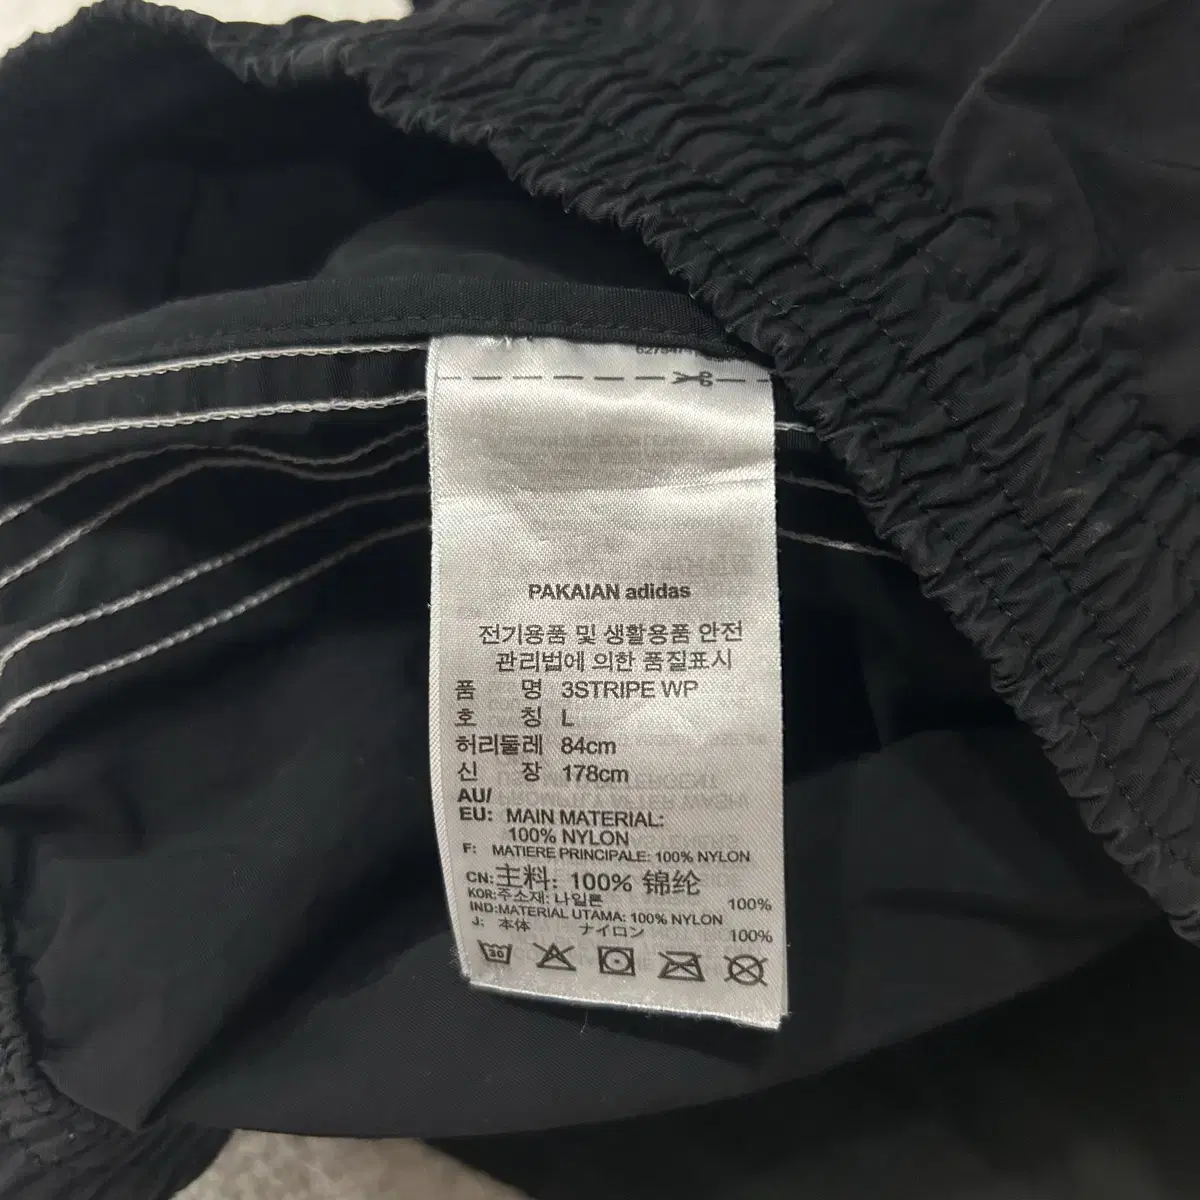 PAKAIAN adidas
전기용품 및 생활용품 안전
관리법에 의한 품질표시
품 명 3STRIPE WP
호 칭 L
허리둘레 84cm
신 장 178cm
AU/
EU: MAIN MATERIAL:
100% NYLON
F: MATIERE PRINCIPALE: 100% NYLON
CN: 主料: 100% 锦纶
KOR: 주소재: 나일론 100%
IND: MATERIAL UTAMA: 100% NYLON
J: 本体 ナイロン 100%
30